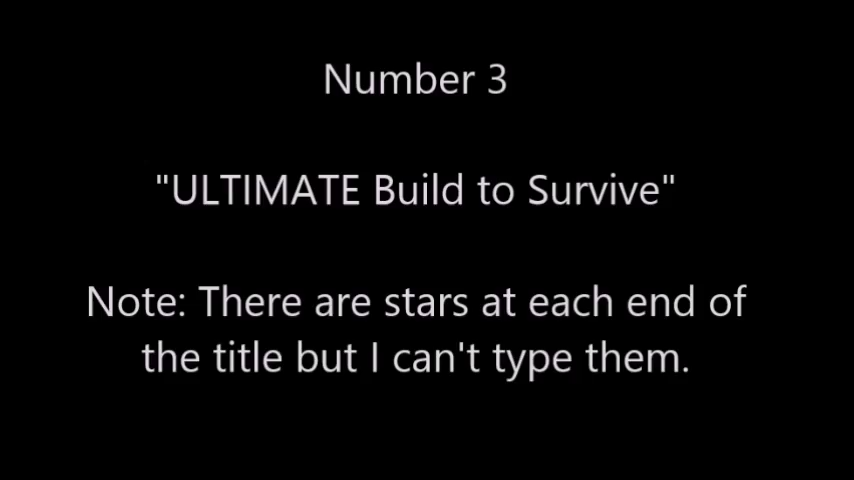 Number 3
"ULTIMATE Build to Survive"
Note: There are stars at each end of
the title but I can't type them.